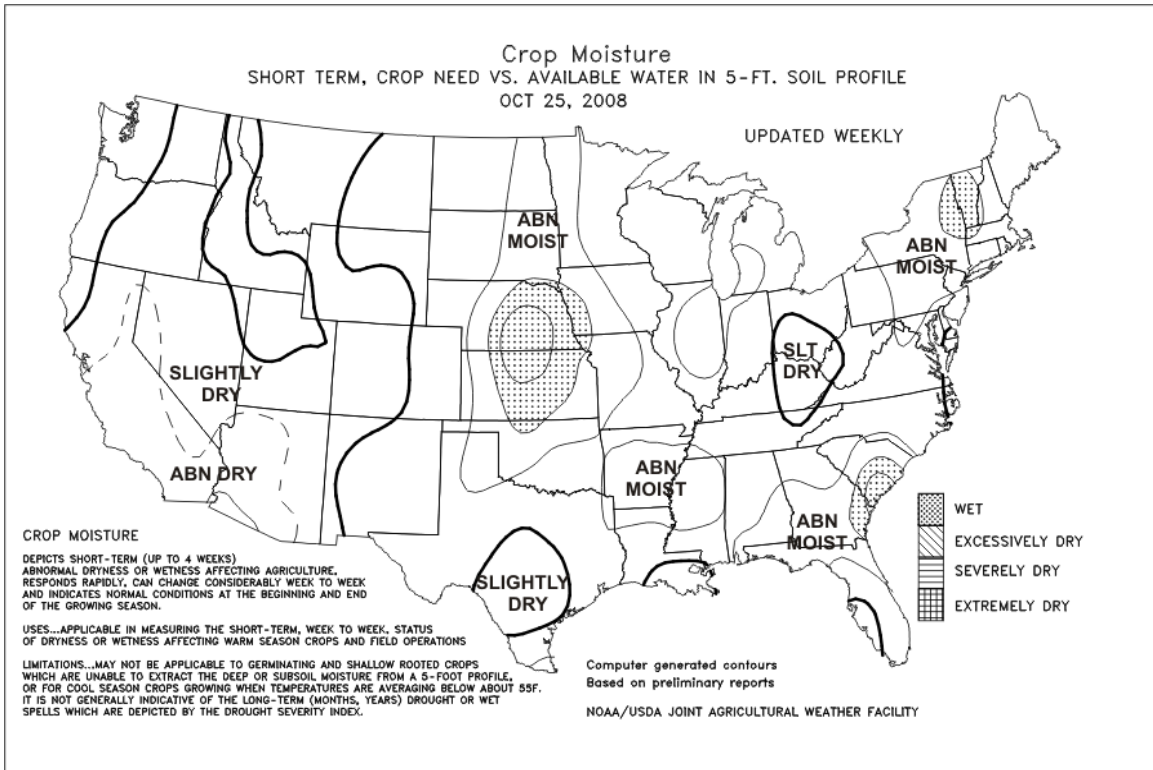 Crop Moisture
SHORT TERM, CROP NEED VS. AVAILABLE WATER IN 5-FT. SOIL PROFILE
OCT 25, 2008
UPDATED WEEKLY
ABN
MOIST
ABN
MOIST
SLIGHTLY
DRY
SLT
DRY
ABN DRY
ABN
MOIST
ABN
MOIST
SLIGHTLY
DRY
WET
EXCESSIVELY DRY
SEVERELY DRY
EXTREMELY DRY
CROP MOISTURE
DEPICTS SHORT-TERM (UP TO 4 WEEKS)
ABNORMAL DRYNESS OR WETNESS AFFECTING AGRICULTURE,
RESPONDS RAPIDLY, CAN CHANGE CONSIDERABLY WEEK TO WEEK
AND INDICATES NORMAL CONDITIONS AT THE BEGINNING AND END
OF THE GROWING SEASON.
USES...APPLICABLE IN MEASURING THE SHORT-TERM, WEEK TO WEEK, STATUS
OF DRYNESS OR WETNESS AFFECTING WARM SEASON CROPS AND FIELD OPERATIONS
LIMITATIONS...MAY NOT BE APPLICABLE TO GERMINATING AND SHALLOW ROOTED CROPS
WHICH ARE UNABLE TO EXTRACT THE DEEP OR SUBSOIL MOISTURE FROM A 5-FOOT PROFILE,
OR FOR COOL SEASON CROPS GROWING WHEN TEMPERATURES ARE AVERAGING BELOW ABOUT 55F.
IT IS NOT GENERALLY INDICATIVE OF THE LONG-TERM (MONTHS, YEARS) DROUGHT OR WET
SPELLS WHICH ARE DEPICTED BY THE DROUGHT SEVERITY INDEX.
Computer generated contours
Based on preliminary reports
NOAA/USDA JOINT AGRICULTURAL WEATHER FACILITY